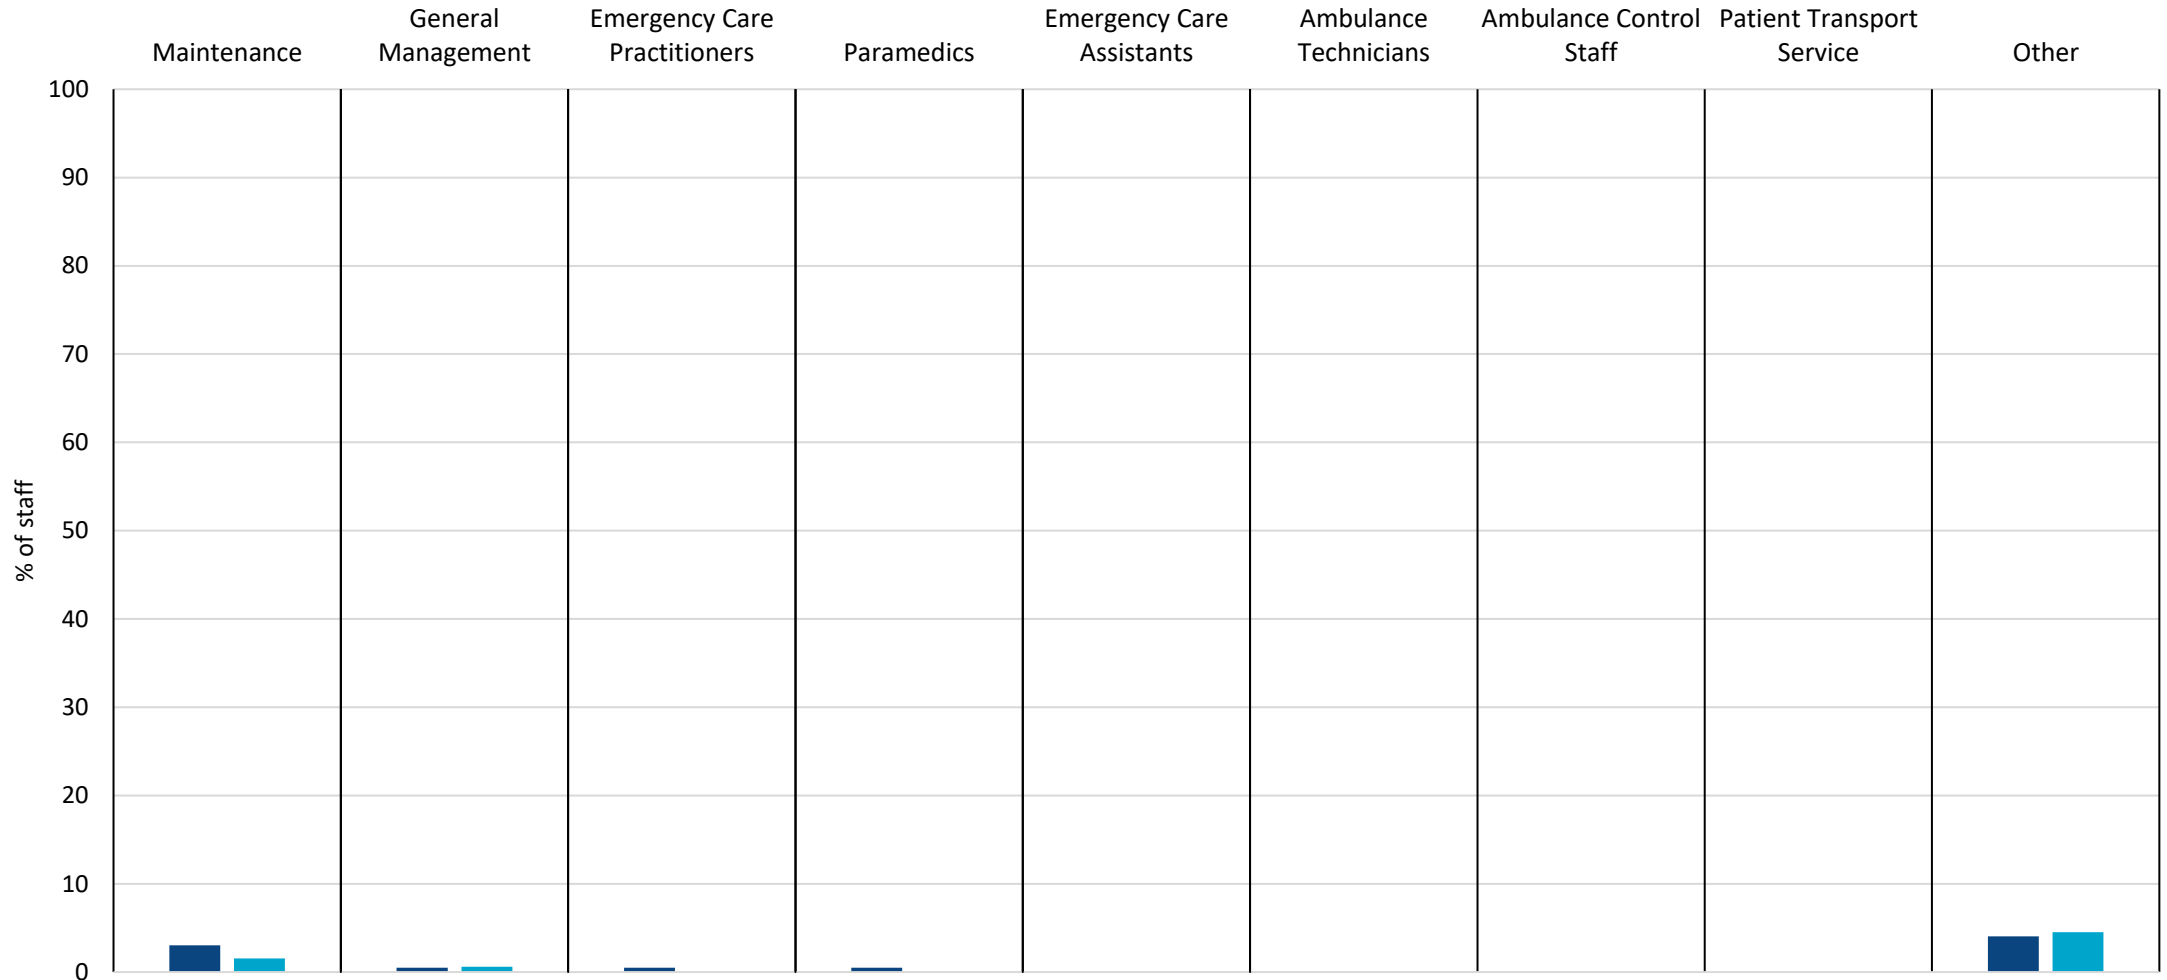 Maintenance
General
Management
Emergency Care
Practitioners
Paramedics
Emergency Care
Assistants
Ambulance
Technicians
Ambulance Control
Staff
Patient Transport
Service
Other
100
90
80
70
60
50
40
30
20
10
0
% of staff